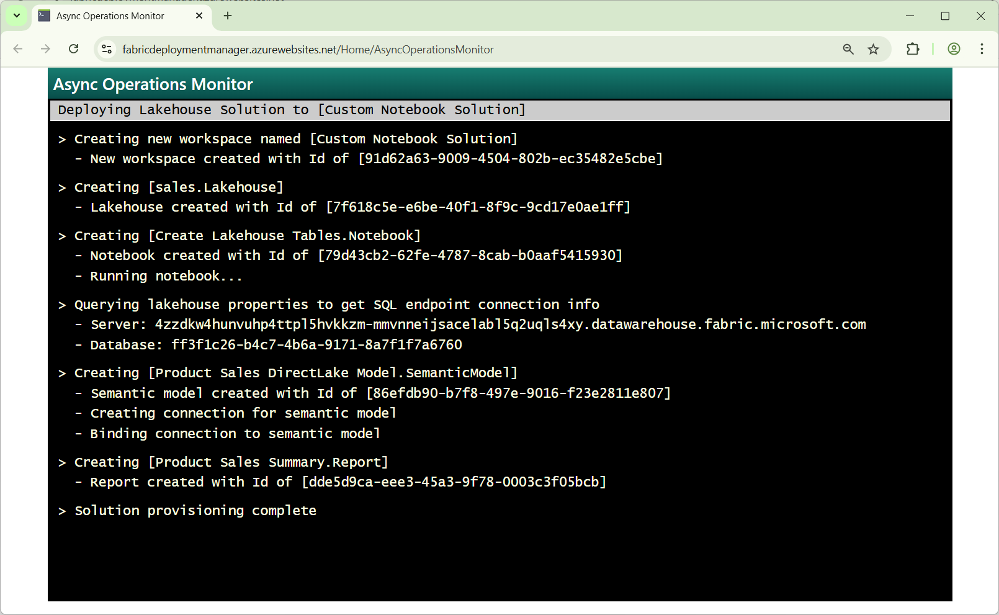 Async Operations Monitor
fabricdeploymentmanager.azurewebsites.net/Home/AsyncOperationsMonitor
Async Operations Monitor
Deploying Lakehouse Solution to [Custom Notebook Solution]
> Creating new workspace named [Custom Notebook Solution]
- New workspace created with Id of [91d62a63-9009-4504-802b-ec35482e5cbe]
> Creating [sales.Lakehouse]
- Lakehouse created with Id of [7f618c5e-e6be-40f1-8f9c-9cd17e0ae1ff]
> Creating [Create Lakehouse Tables.Notebook]
- Notebook created with Id of [79d43cb2-62fe-4787-8cab-b0aaf5415930]
- Running notebook...
> Querying lakehouse properties to get SQL endpoint connection info
- Server: 4zzdkw4hunvuhp4ttpl5hvkkzm-mmvnneijsacelabl5q2uqls4xy.datawarehouse.fabric.microsoft.com
- Database: ff3f1c26-b4c7-4b6a-9171-8a7f1f7a6760
> Creating [Product Sales DirectLake Model.SemanticModel]
- Semantic model created with Id of [86efdb90-b7f8-497e-9016-f23e2811e807]
- Creating connection for semantic model
- Binding connection to semantic model
> Creating [Product Sales Summary.Report]
- Report created with Id of [dde5d9ca-eee3-45a3-9f78-0003c3f05bcb]
> Solution provisioning complete